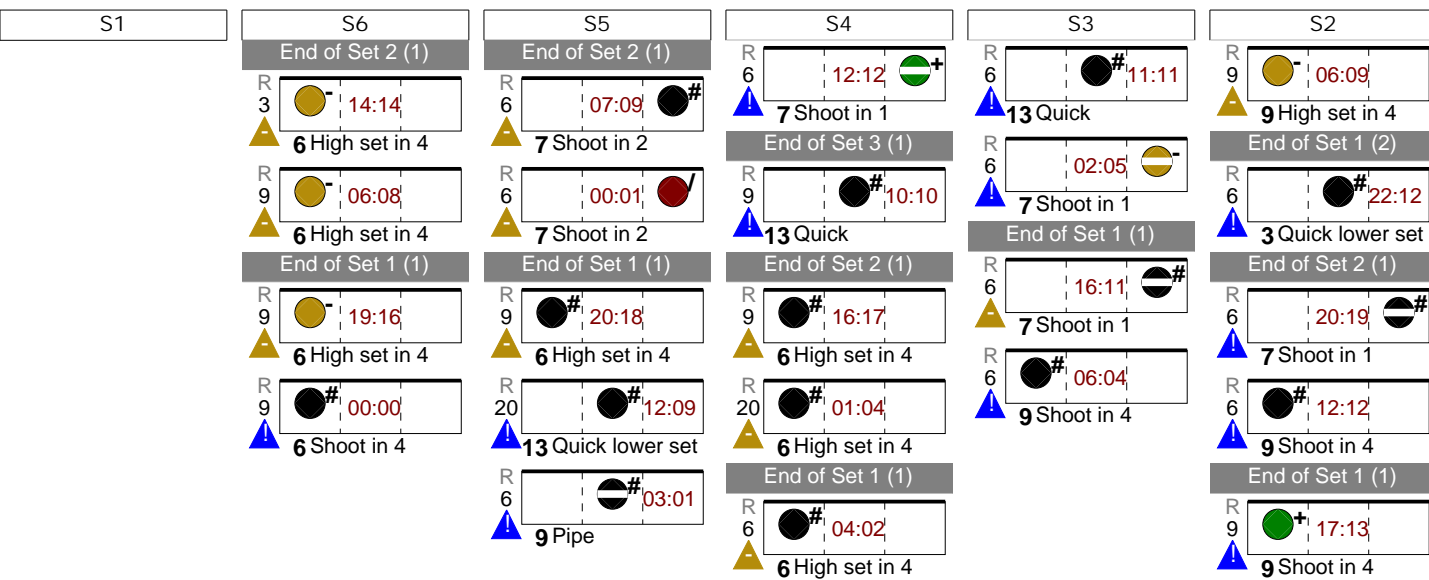 S1
S6
End of Set 2 (1)
R
3
-
-
14:14
6 High set in 4
R
9
-
-
06:08
6 High set in 4
End of Set 1 (1)
R
9
-
-
19:16
6 High set in 4
R
9
!
#
00:00
6 Shoot in 4
S5
End of Set 2 (1)
R
6
-
07:09
#
7 Shoot in 2
R
6
-
00:01
/
7 Shoot in 2
End of Set 1 (1)
R
9
-
#
20:18
6 High set in 4
R
20
!
#
12:09
13 Quick lower set
R
6
!
#
03:01
9 Pipe
S4
R
6
!
12:12
+
7 Shoot in 1
End of Set 3 (1)
R
9
!
#
10:10
13 Quick
End of Set 2 (1)
R
9
-
#
16:17
6 High set in 4
R
20
-
#
01:04
6 High set in 4
End of Set 1 (1)
R
6
-
#
04:02
6 High set in 4
S3
R
6
!
#
11:11
13 Quick
R
6
!
02:05
-
7 Shoot in 1
End of Set 1 (1)
R
6
-
16:11
#
7 Shoot in 1
R
6
!
#
06:04
9 Shoot in 4
S2
R
9
-
-
06:09
9 High set in 4
End of Set 1 (2)
R
6
!
#
22:12
3 Quick lower set
End of Set 2 (1)
R
6
!
20:19
#
7 Shoot in 1
R
6
!
#
12:12
9 Shoot in 4
End of Set 1 (1)
R
9
!
+
17:13
9 Shoot in 4